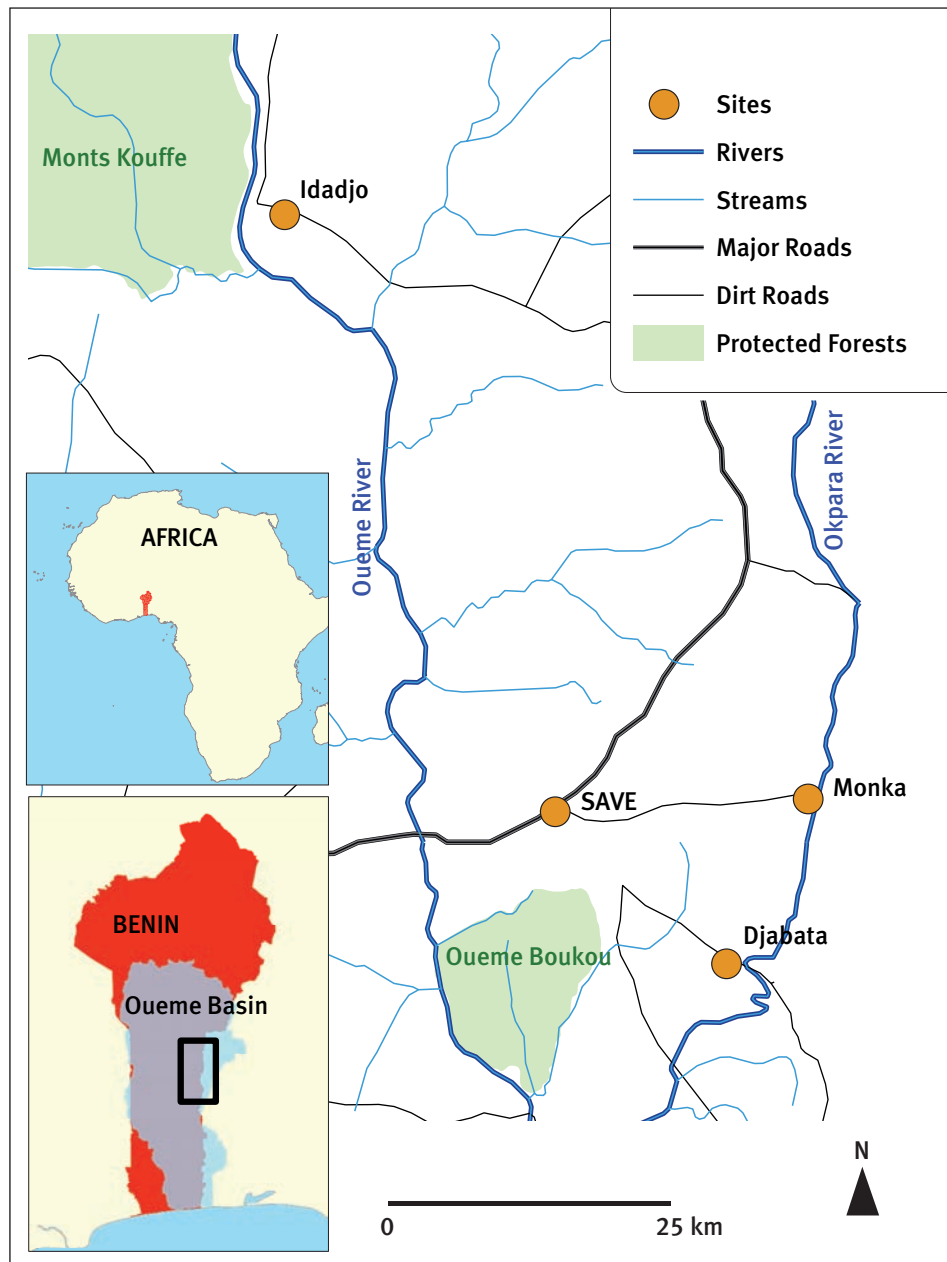 Monts Kouffe
Idadjo
Sites
Rivers
Streams
Major Roads
Dirt Roads
Protected Forests
Oueme River
Okpara River
AFRICA
SAVE
Monka
BENIN
Oueme Basin
Oueme Boukou
Djabata
N
0 25 km